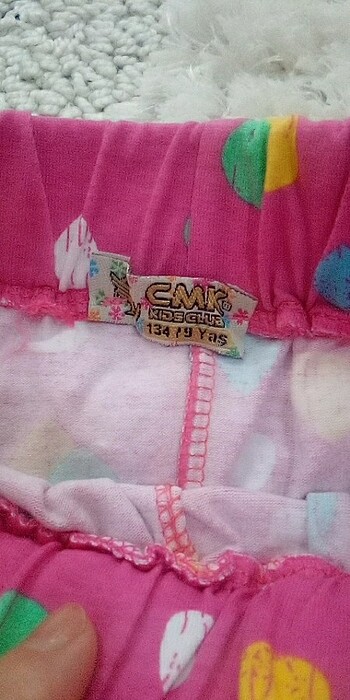 CMK®
KIDS CLUB
134 / 9 Yaş